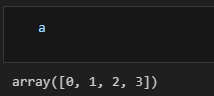 a
array([0, 1, 2, 3])